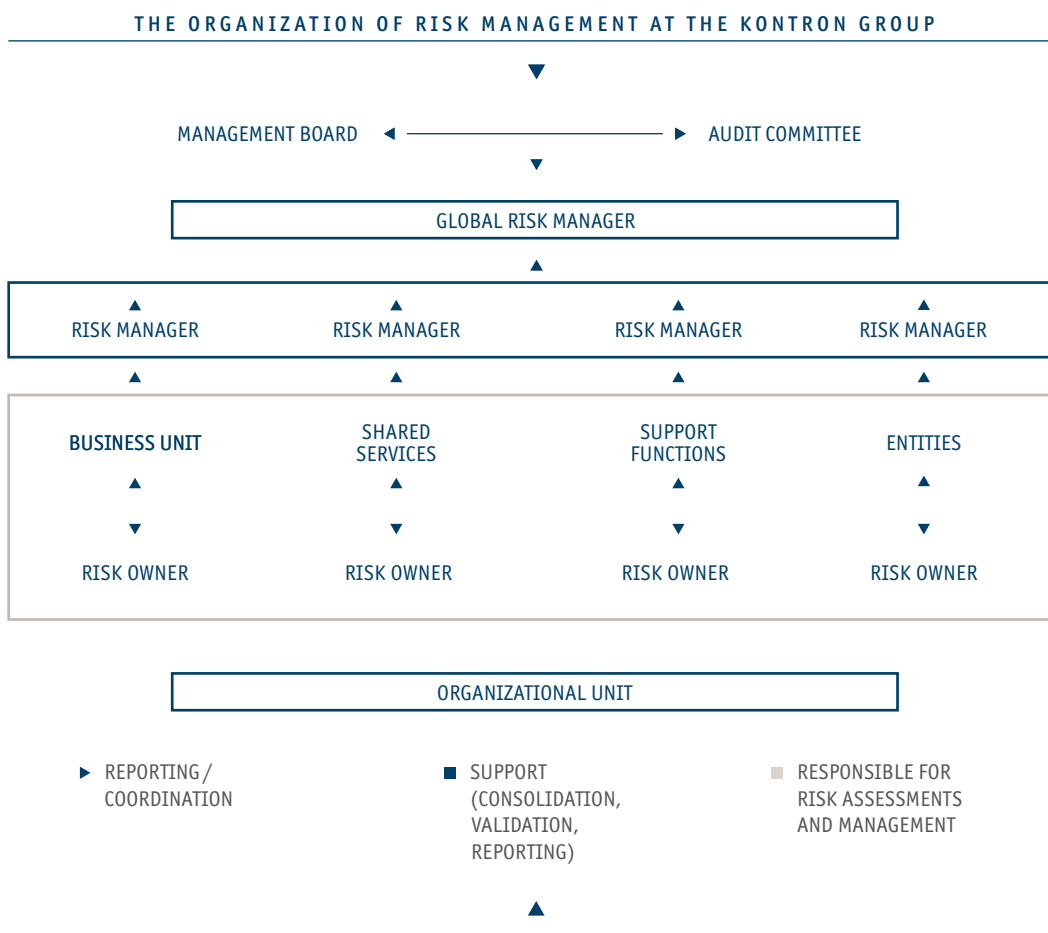 THE ORGANIZATION OF RISK MANAGEMENT AT THE KONTRON GROUP
MANAGEMENT BOARD AUDIT COMMITTEE
GLOBAL RISK MANAGER
RISK MANAGER RISK MANAGER RISK MANAGER RISK MANAGER
BUSINESS UNIT
SHARED
SERVICES
SUPPORT
FUNCTIONS
ENTITIES
RISK OWNER RISK OWNER RISK OWNER RISK OWNER
ORGANIZATIONAL UNIT
REPORTING /
COORDINATION
SUPPORT
(CONSOLIDATION,
VALIDATION,
REPORTING)
RESPONSIBLE FOR
RISK ASSESSMENTS
AND MANAGEMENT